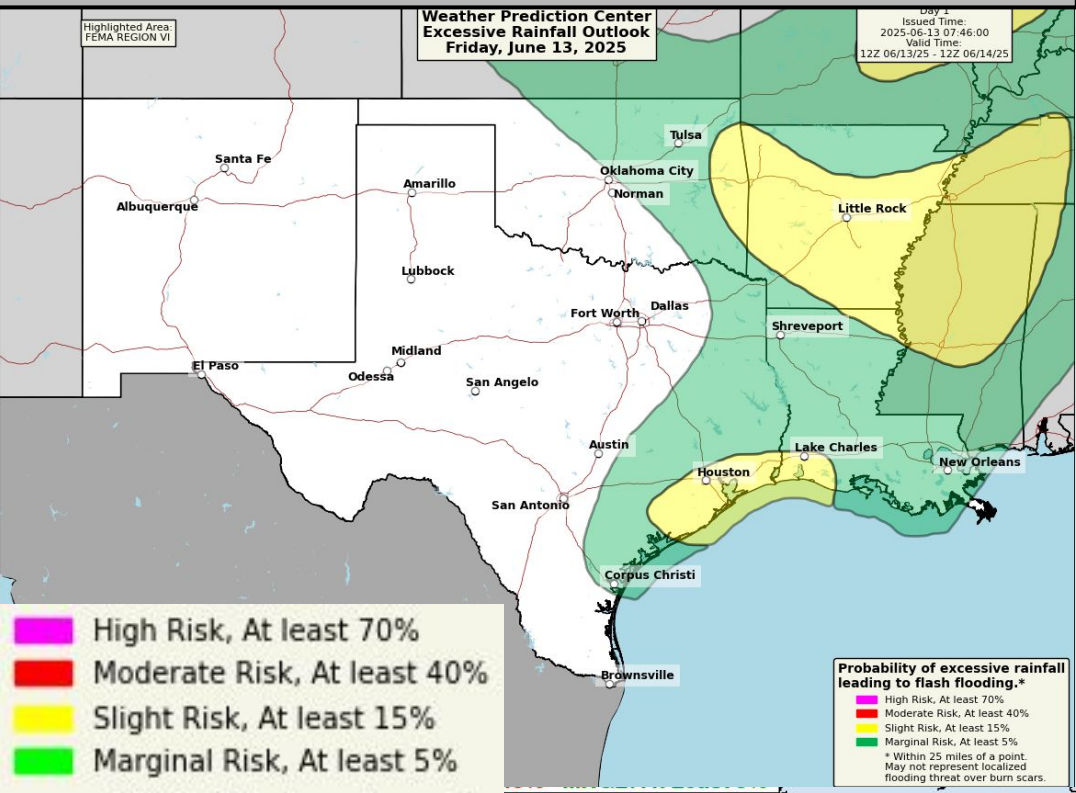 Highlighted Area:
FEMA REGION VI
Weather Prediction Center
Excessive Rainfall Outlook
Friday, June 13, 2025
Day 1
Issued Time:
2025-06-13 07:46:00
Valid Time:
12Z 06/13/25 - 12Z 06/14/25
Tulsa
Santa Fe
Oklahoma City
Amarillo
Norman
Albuquerque
Little Rock
Lubbock
Dallas
Fort Worth
Shreveport
Midland
El Paso
Odessa
San Angelo
Austin
Lake Charles
New Orleans
Houston
San Antonio
Corpus Christi
Brownsville
High Risk, At least 70%
Moderate Risk, At least 40%
Slight Risk, At least 15%
Marginal Risk, At least 5%
Probability of excessive rainfall
leading to flash flooding.*
High Risk, At least 70%
Moderate Risk, At least 40%
Slight Risk, At least 15%
Marginal Risk, At least 5%
* Within 25 miles of a point.
May not represent localized
flooding threat over burn scars.